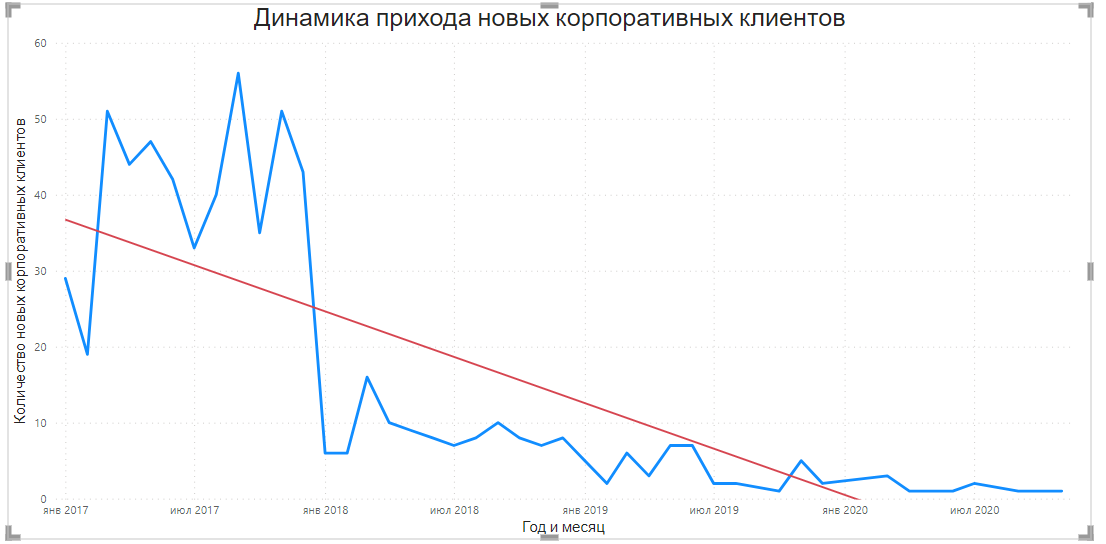 Динамика прихода новых корпоративных клиентов
Количество новых корпоративных клиентов
60
50
40
30
20
10
0
янв 2017
июл 2017
янв 2018
июл 2018
янв 2019
июл 2019
янв 2020
июл 2020
Год и месяц